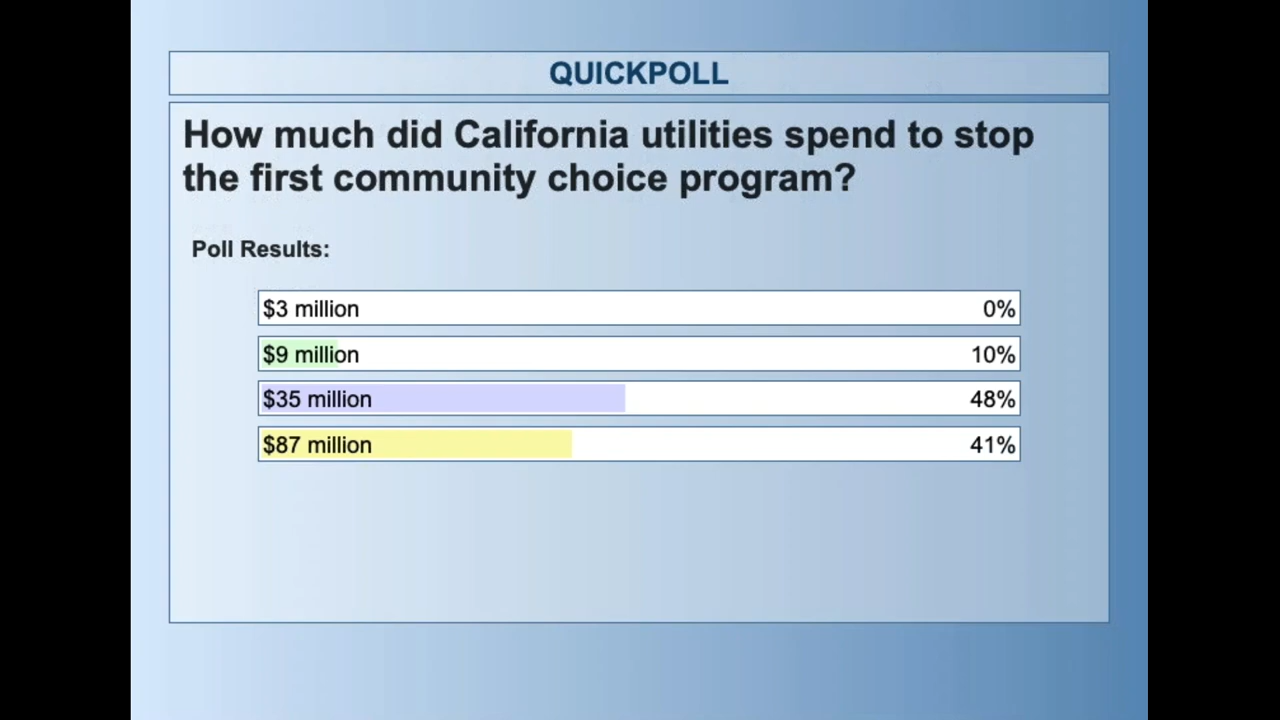 QUICKPOLL
How much did California utilities spend to stop
the first community choice program?
Poll Results:
$3 million 0%
$9 million 10%
$35 million 48%
$87 million 41%